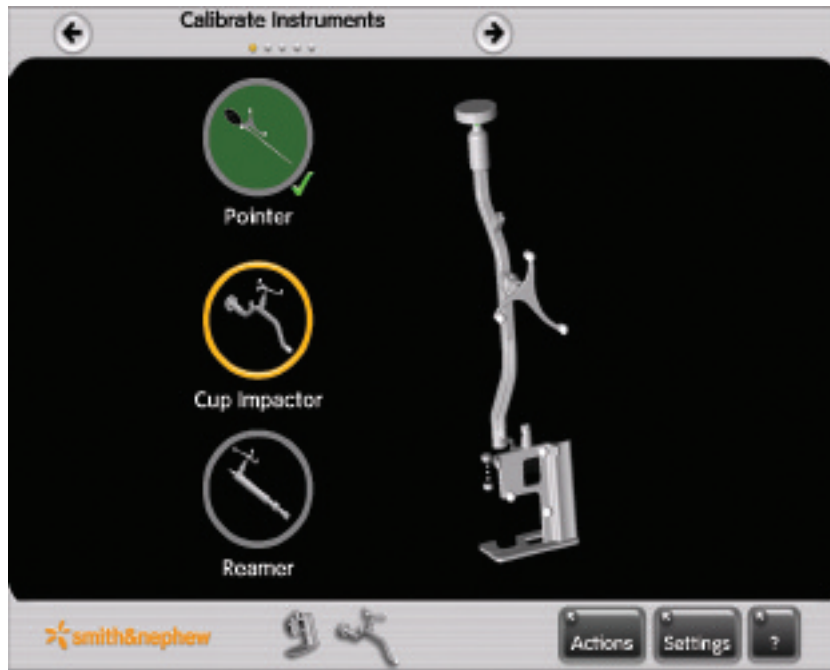 Calibrate Instruments
Pointer
Cup Impactor
Reamer
smith&nephew
Actions
Settings
?